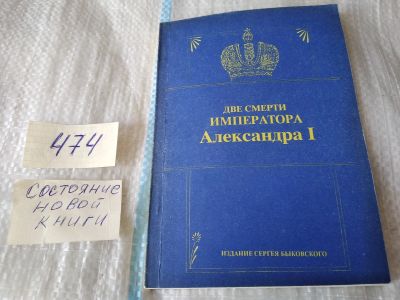 474
Состояние
новой
книги
ДВЕ СМЕРТИ
ИМПЕРАТОРА
Александра I
ИЗДАНИЕ СЕРГЕЯ БЫКОВСКОГО